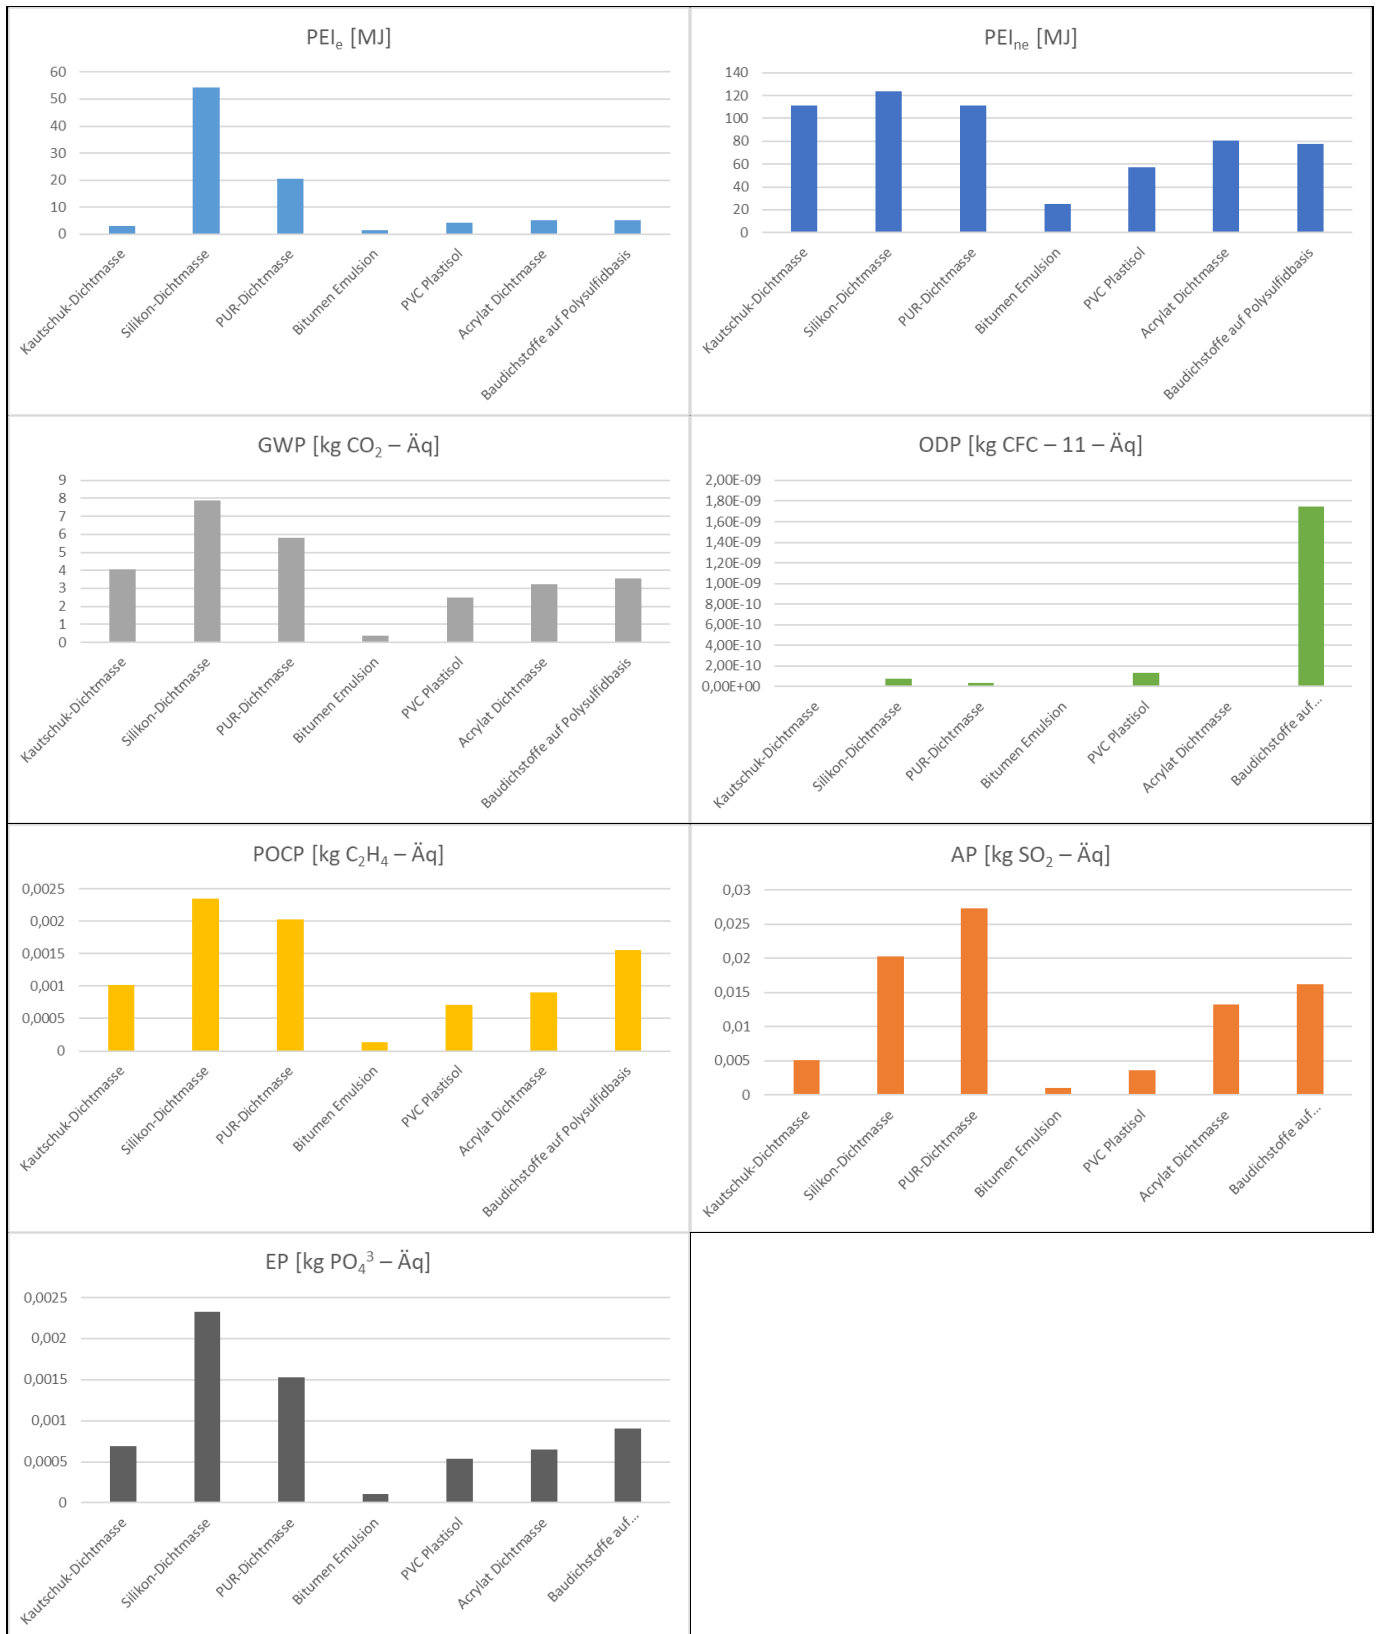 PEIe [MJ]
60
50
40
30
20
10
0
Kautschuk-Dichtmasse
Silikon-Dichtmasse
PUR-Dichtmasse
Bitumen Emulsion
PVC Plastisol
Acrylat Dichtmasse
Baudichstoffe auf Polysulfidbasis
PEIne [MJ]
140
120
100
80
60
40
20
0
Kautschuk-Dichtmasse
Silikon-Dichtmasse
PUR-Dichtmasse
Bitumen Emulsion
PVC Plastisol
Acrylat Dichtmasse
Baudichstoffe auf Polysulfidbasis
GWP [kg CO₂ – Äq]
9
8
7
6
5
4
3
2
1
0
Kautschuk-Dichtmasse
Silikon-Dichtmasse
PUR-Dichtmasse
Bitumen Emulsion
PVC Plastisol
Acrylat Dichtmasse
Baudichstoffe auf Polysulfidbasis
ODP [kg CFC – 11 – Äq]
2,00E-09
1,80E-09
1,60E-09
1,40E-09
1,20E-09
1,00E-09
8,00E-10
6,00E-10
4,00E-10
2,00E-10
0,00E+00
Kautschuk-Dichtmasse
Silikon-Dichtmasse
PUR-Dichtmasse
Bitumen Emulsion
PVC Plastisol
Acrylat Dichtmasse
Baudichstoffe auf...
POCP [kg C₂H₄ – Äq]
0,0025
0,002
0,0015
0,001
0,0005
0
Kautschuk-Dichtmasse
Silikon-Dichtmasse
PUR-Dichtmasse
Bitumen Emulsion
PVC Plastisol
Acrylat Dichtmasse
Baudichstoffe auf Polysulfidbasis
AP [kg SO₂ – Äq]
0,03
0,025
0,02
0,015
0,01
0,005
0
Kautschuk-Dichtmasse
Silikon-Dichtmasse
PUR-Dichtmasse
Bitumen Emulsion
PVC Plastisol
Acrylat Dichtmasse
Baudichstoffe auf...
EP [kg PO₄³ – Äq]
0,0025
0,002
0,0015
0,001
0,0005
0
Kautschuk-Dichtmasse
Silikon-Dichtmasse
PUR-Dichtmasse
Bitumen Emulsion
PVC Plastisol
Acrylat Dichtmasse
Baudichstoffe auf...